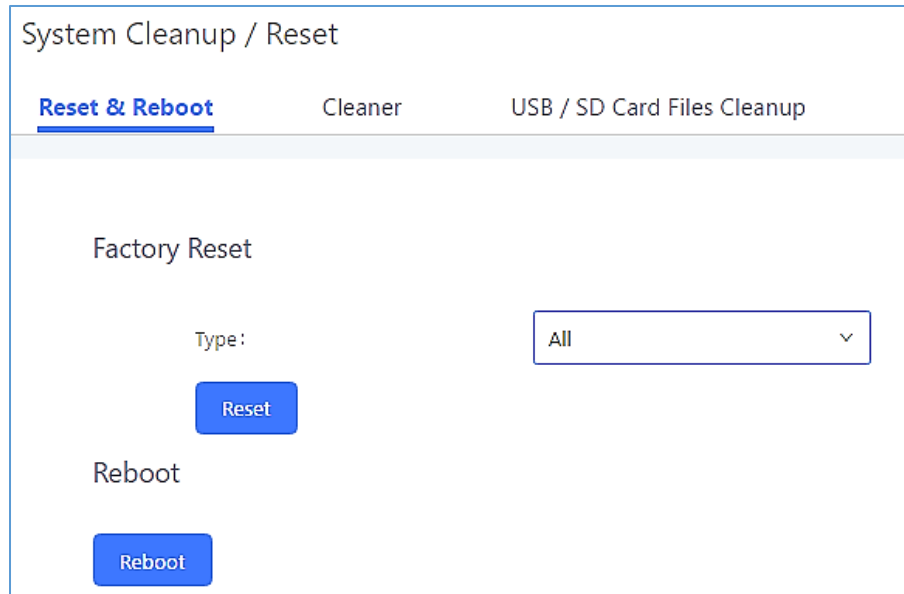 System Cleanup / Reset
Reset & Reboot Cleaner USB / SD Card Files Cleanup
Factory Reset
Type: All
Reset
Reboot
Reboot